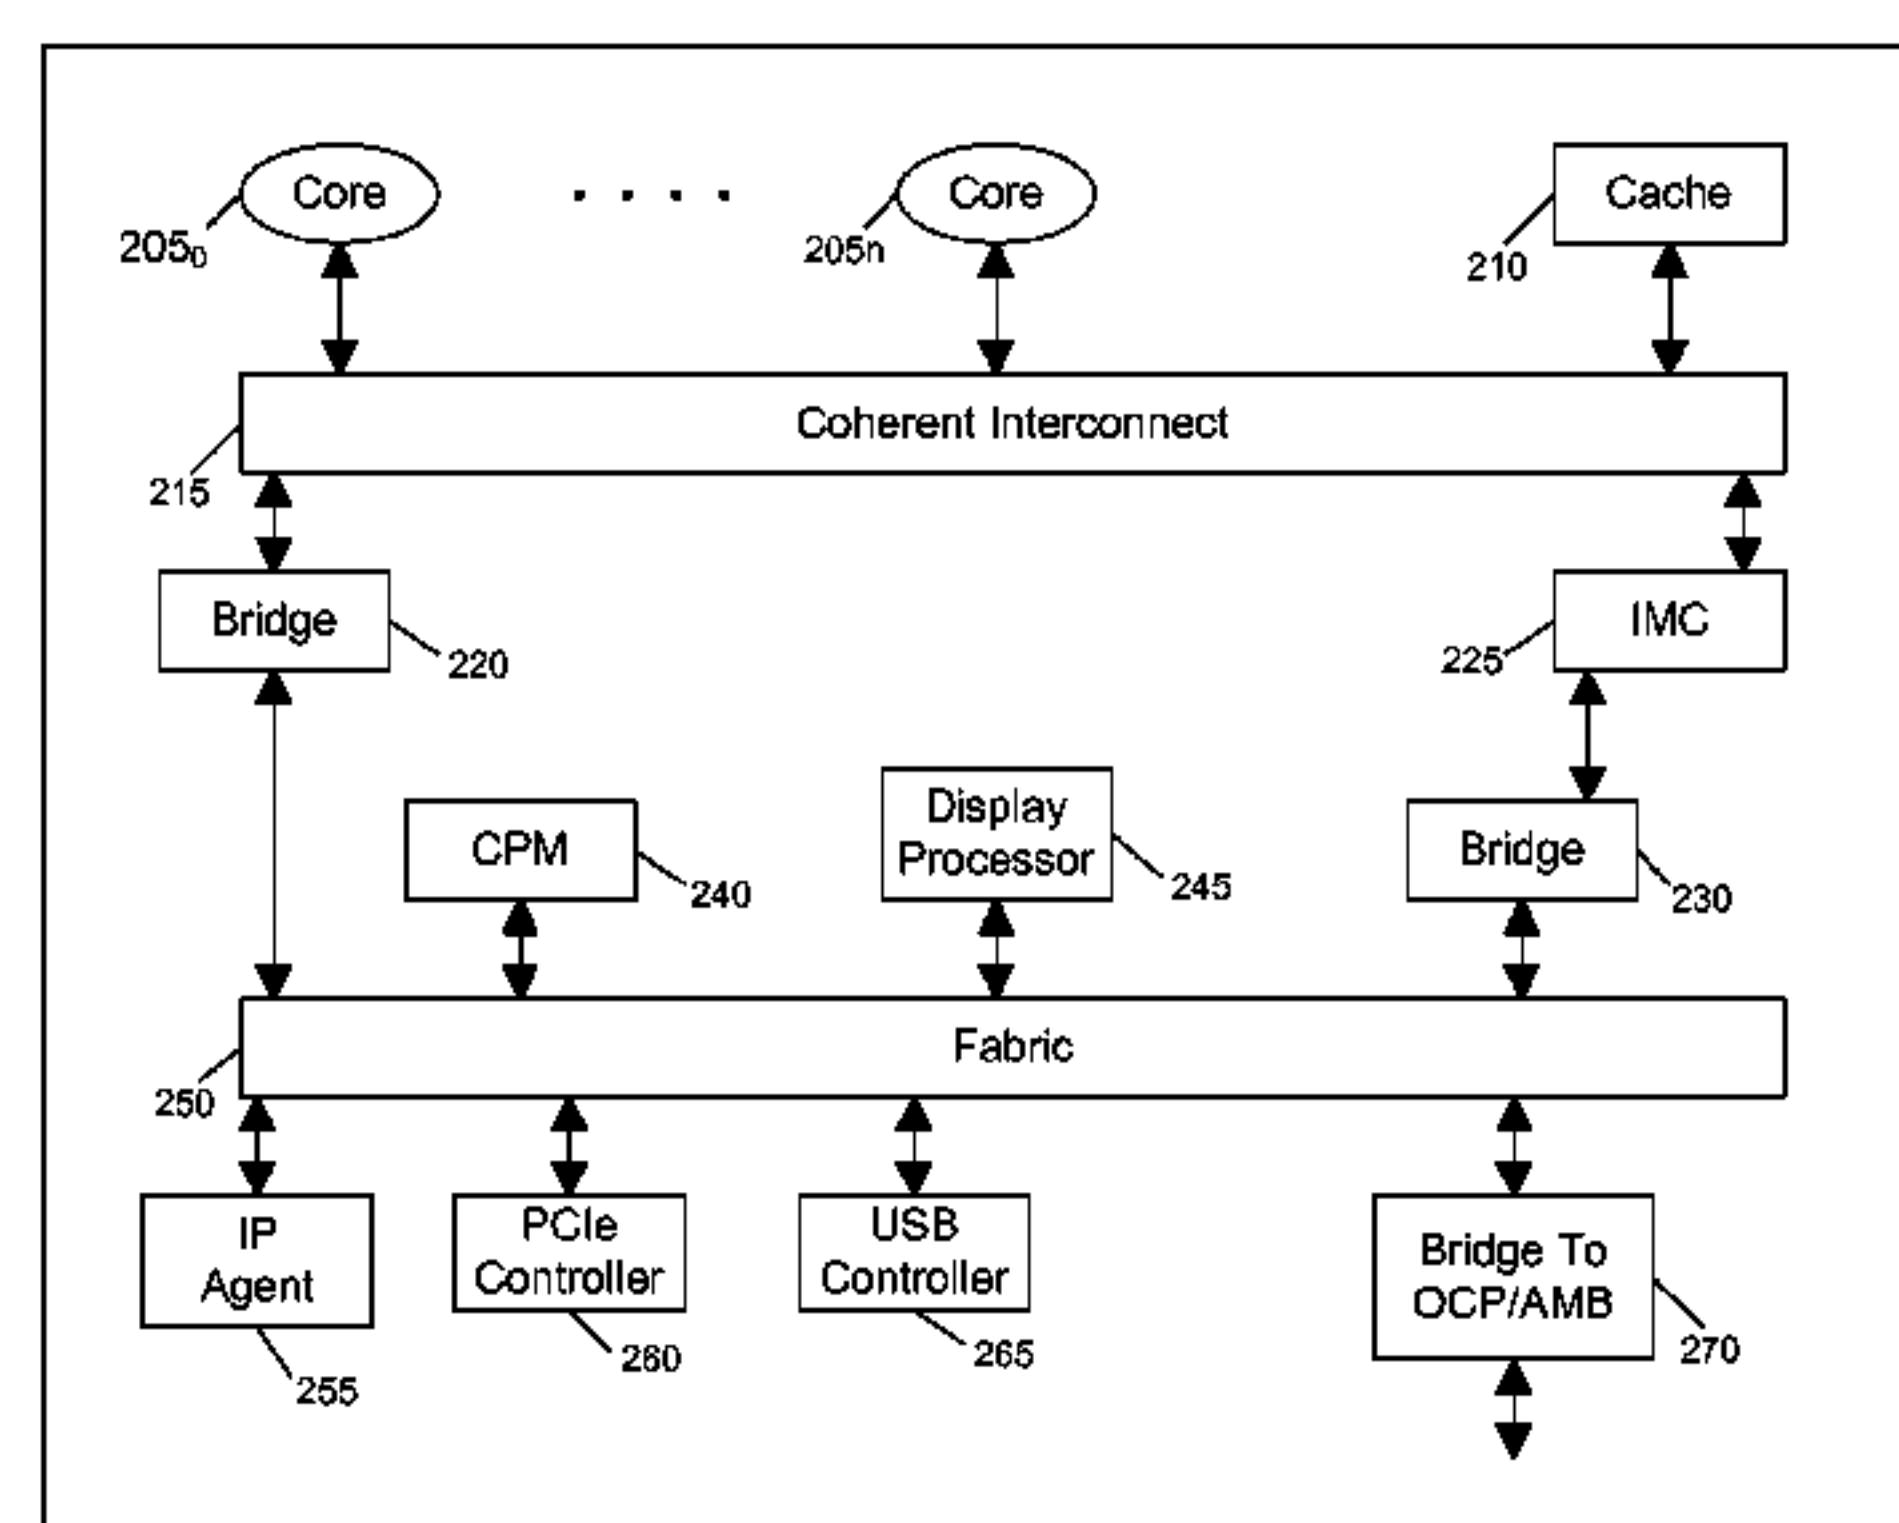 Core
Core
Cache
205₀
205n
210
Coherent Interconnect
215
Bridge
IMC
220
225
Display
Processor
CPM
Bridge
240
245
230
Fabric
250
IP
Agent
PCIe
Controller
USB
Controller
Bridge To
OCP/AMB
255
260
265
270